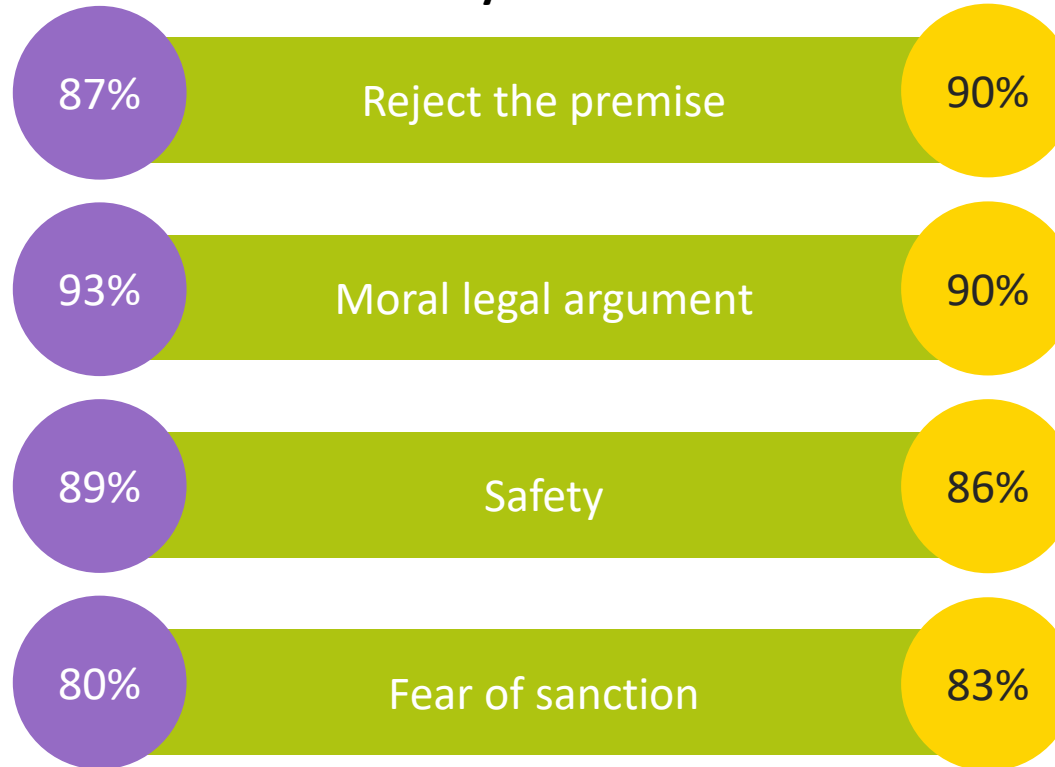 87% Reject the premise 90%
93% Moral legal argument 90%
89% Safety 86%
80% Fear of sanction 83%